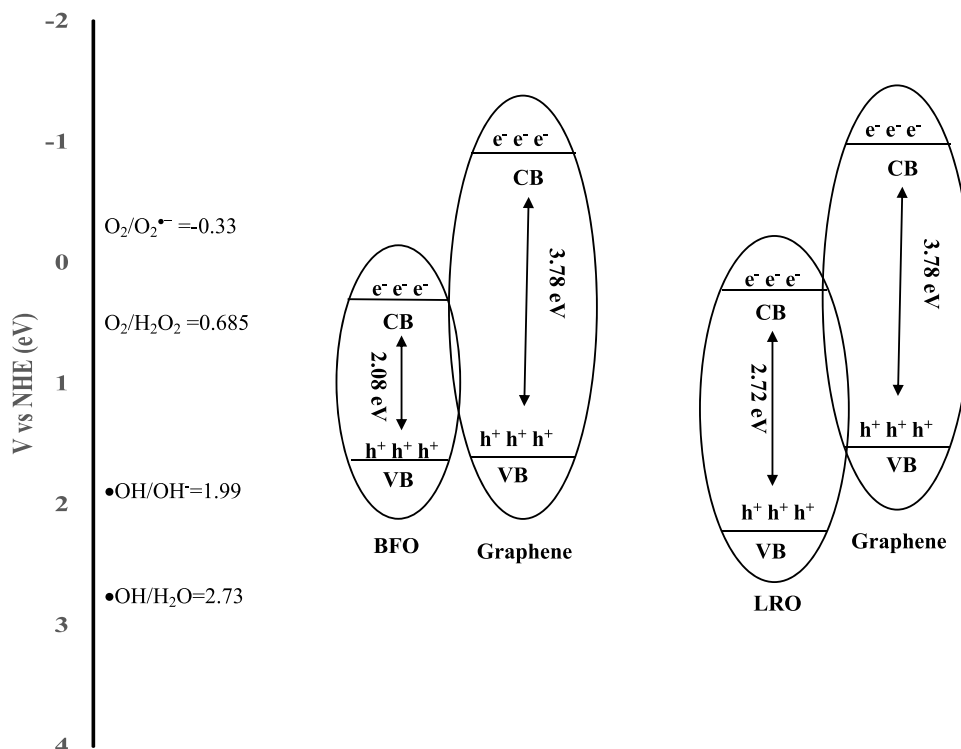 -2
-1
0
1
2
3
4
V vs NHE (eV)
O₂/O₂•⁻ =-0.33
O₂/H₂O₂ =0.685
●OH/OH⁻=1.99
●OH/H₂O=2.73
e⁻ e⁻ e⁻
CB
2.08 eV
h⁺ h⁺ h⁺
VB
BFO
e⁻ e⁻ e⁻
CB
3.78 eV
h⁺ h⁺ h⁺
VB
Graphene
e⁻ e⁻ e⁻
CB
2.72 eV
h⁺ h⁺ h⁺
VB
LRO
e⁻ e⁻ e⁻
CB
3.78 eV
h⁺ h⁺ h⁺
VB
Graphene